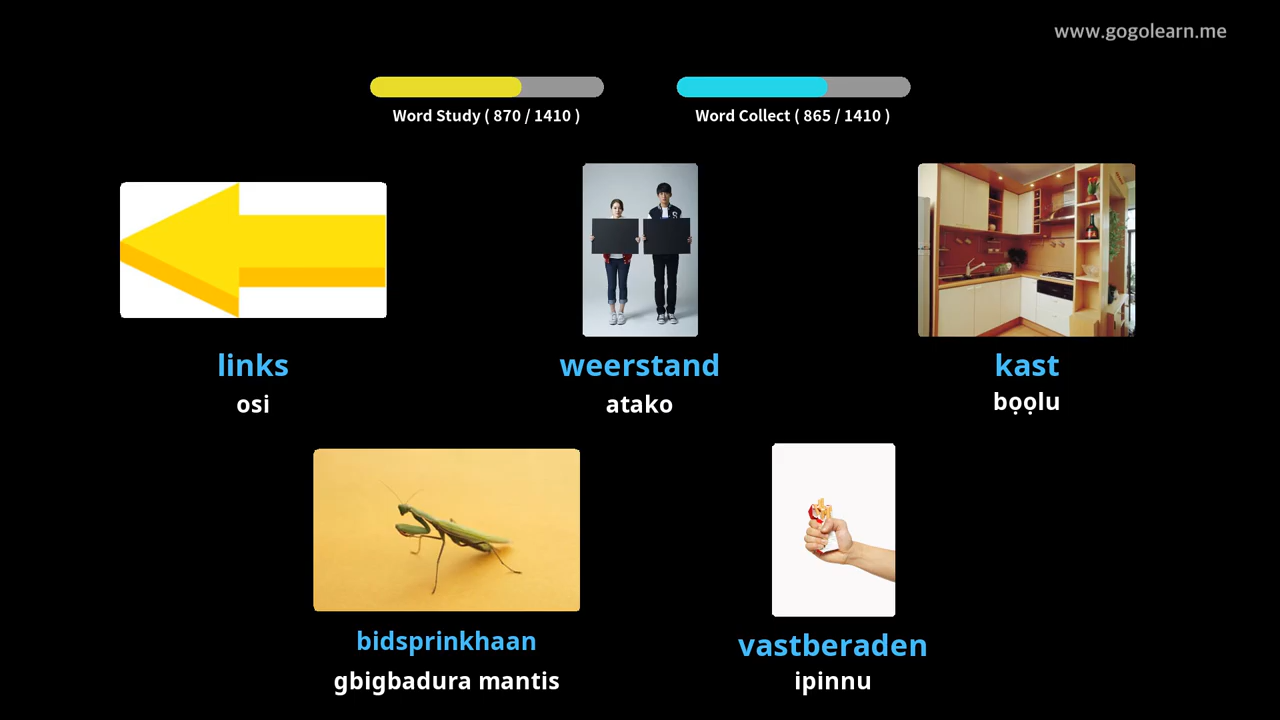 www.gogolearn.me
Word Study ( 870 / 1410 )
Word Collect ( 865 / 1410 )
links
osi
weerstand
atako
kast
bọọlu
bidsprinkhaan
gbigbadura mantis
vastberaden
ipinnu